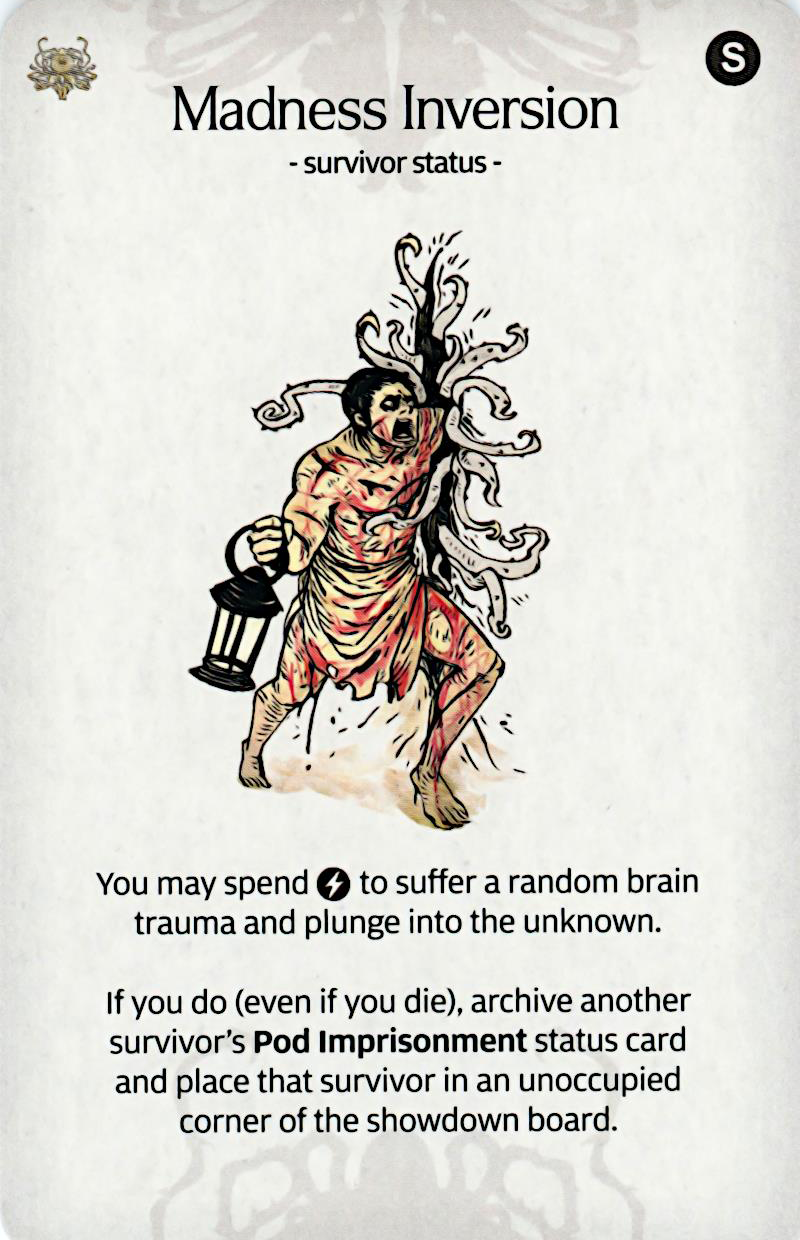 S
Madness Inversion
- survivor status -
You may spend to suffer a random brain
trauma and plunge into the unknown.
If you do (even if you die), archive another
survivor's Pod Imprisonment status card
and place that survivor in an unoccupied
corner of the showdown board.